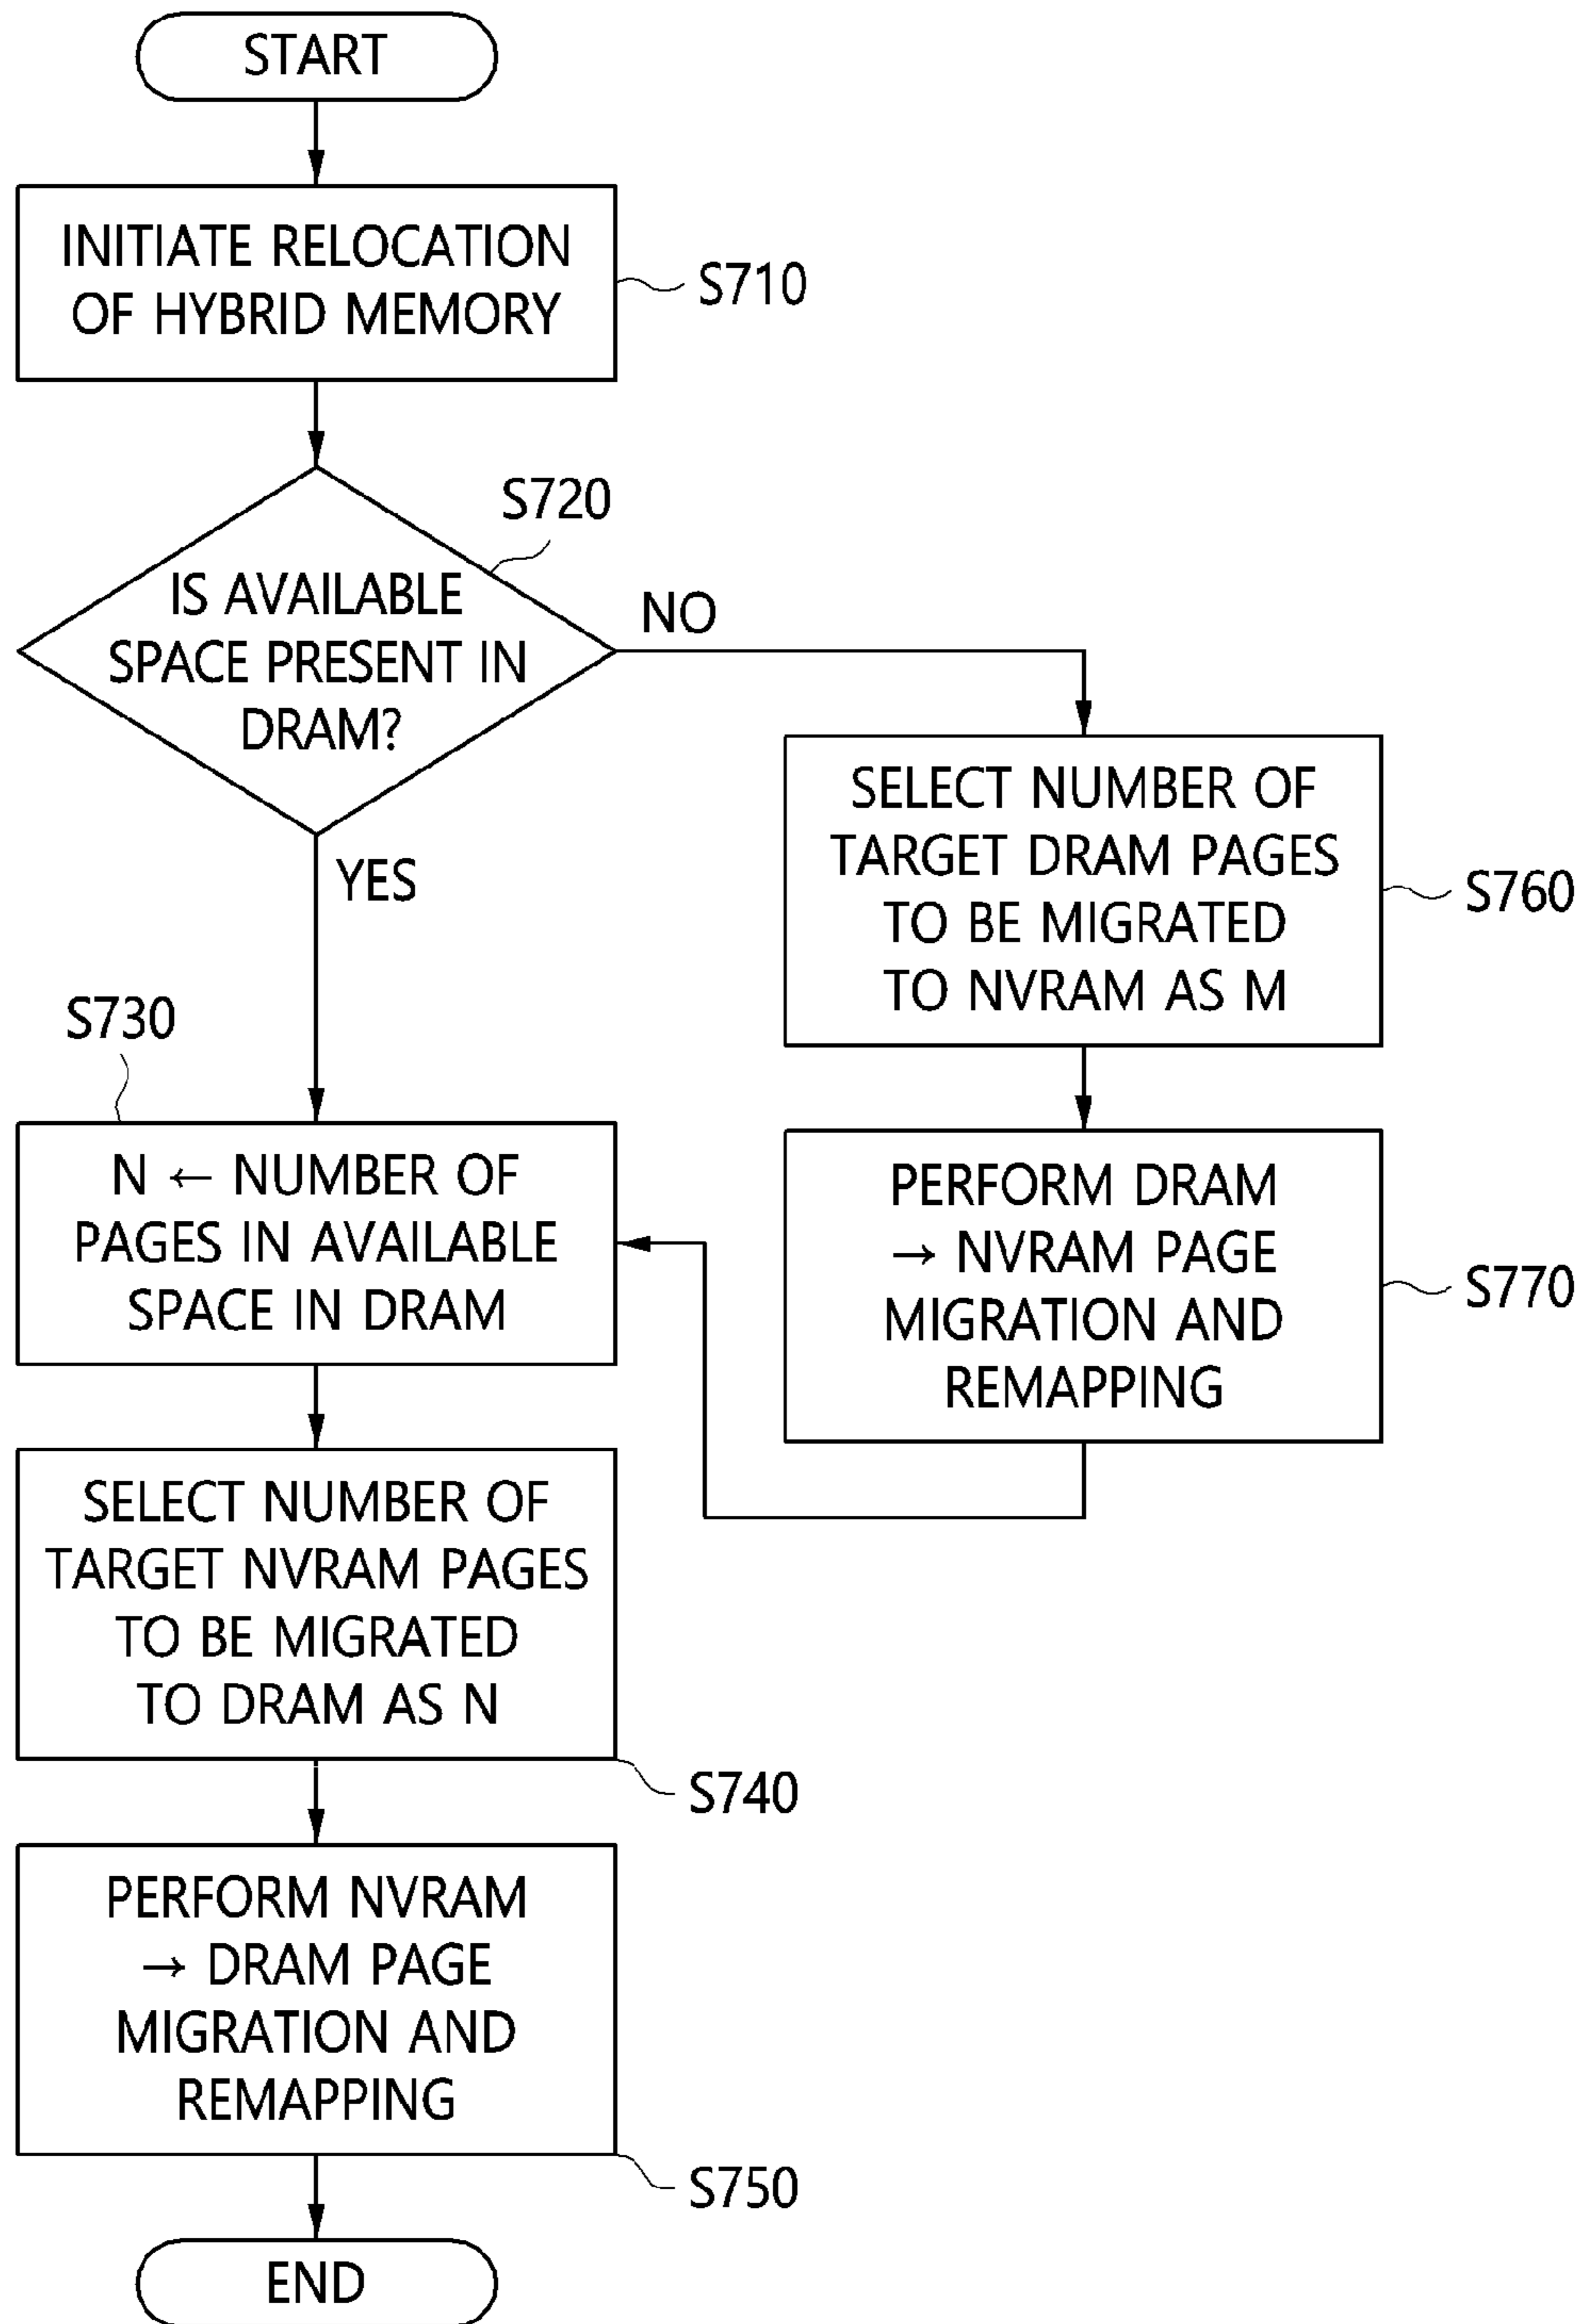 START
INITIATE RELOCATION
OF HYBRID MEMORY
S710
S720
IS AVAILABLE
SPACE PRESENT IN
DRAM?
NO
YES
SELECT NUMBER OF
TARGET DRAM PAGES
TO BE MIGRATED
TO NVRAM AS M
S760
S730
N ← NUMBER OF
PAGES IN AVAILABLE
SPACE IN DRAM
PERFORM DRAM
→ NVRAM PAGE
MIGRATION AND
REMAPPING
S770
SELECT NUMBER OF
TARGET NVRAM PAGES
TO BE MIGRATED
TO DRAM AS N
S740
PERFORM NVRAM
→ DRAM PAGE
MIGRATION AND
REMAPPING
S750
END